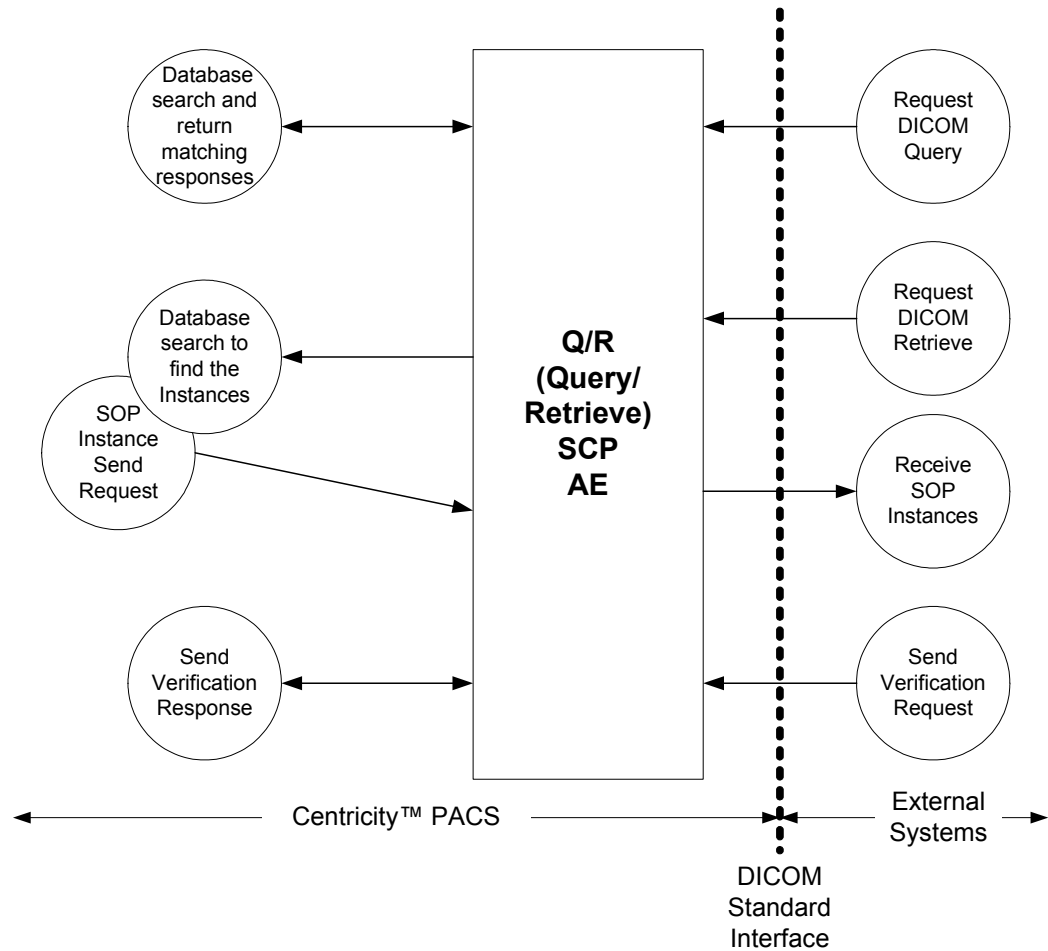 Database
search and
return
matching
responses
Request
DICOM
Query
Database
search to
find the
Instances
SOP
Instance
Send
Request
Q/R
(Query/
Retrieve)
SCP
AE
Request
DICOM
Retrieve
Receive
SOP
Instances
Send
Verification
Response
Send
Verification
Request
Centricity™ PACS
External
Systems
DICOM
Standard
Interface